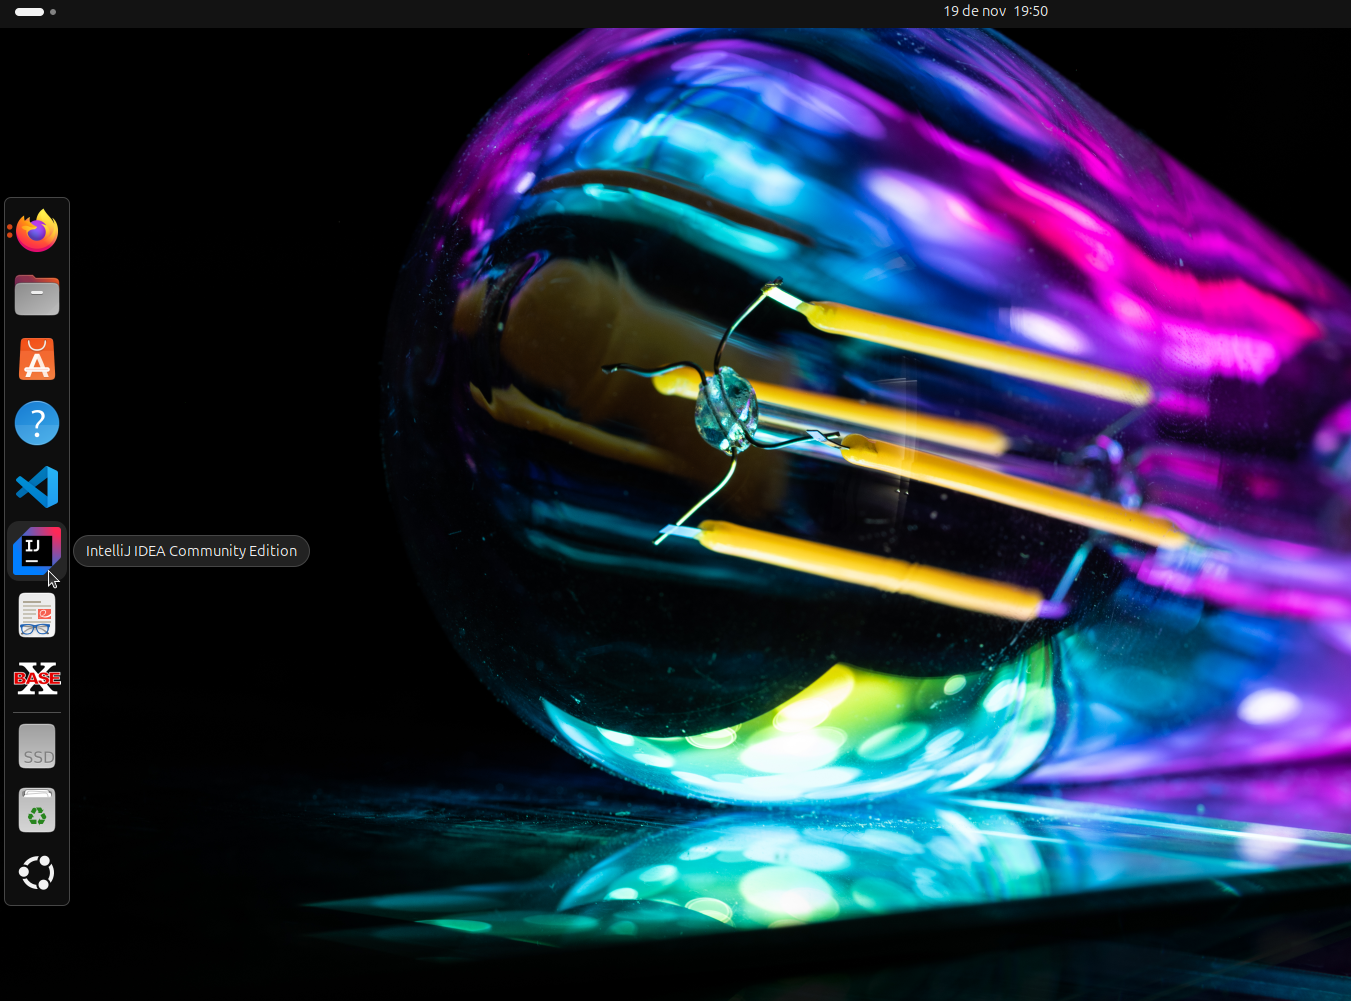 19 de nov 19:50
A
?
IJ
IntelliJ IDEA Community Edition
X
BASE
SSD